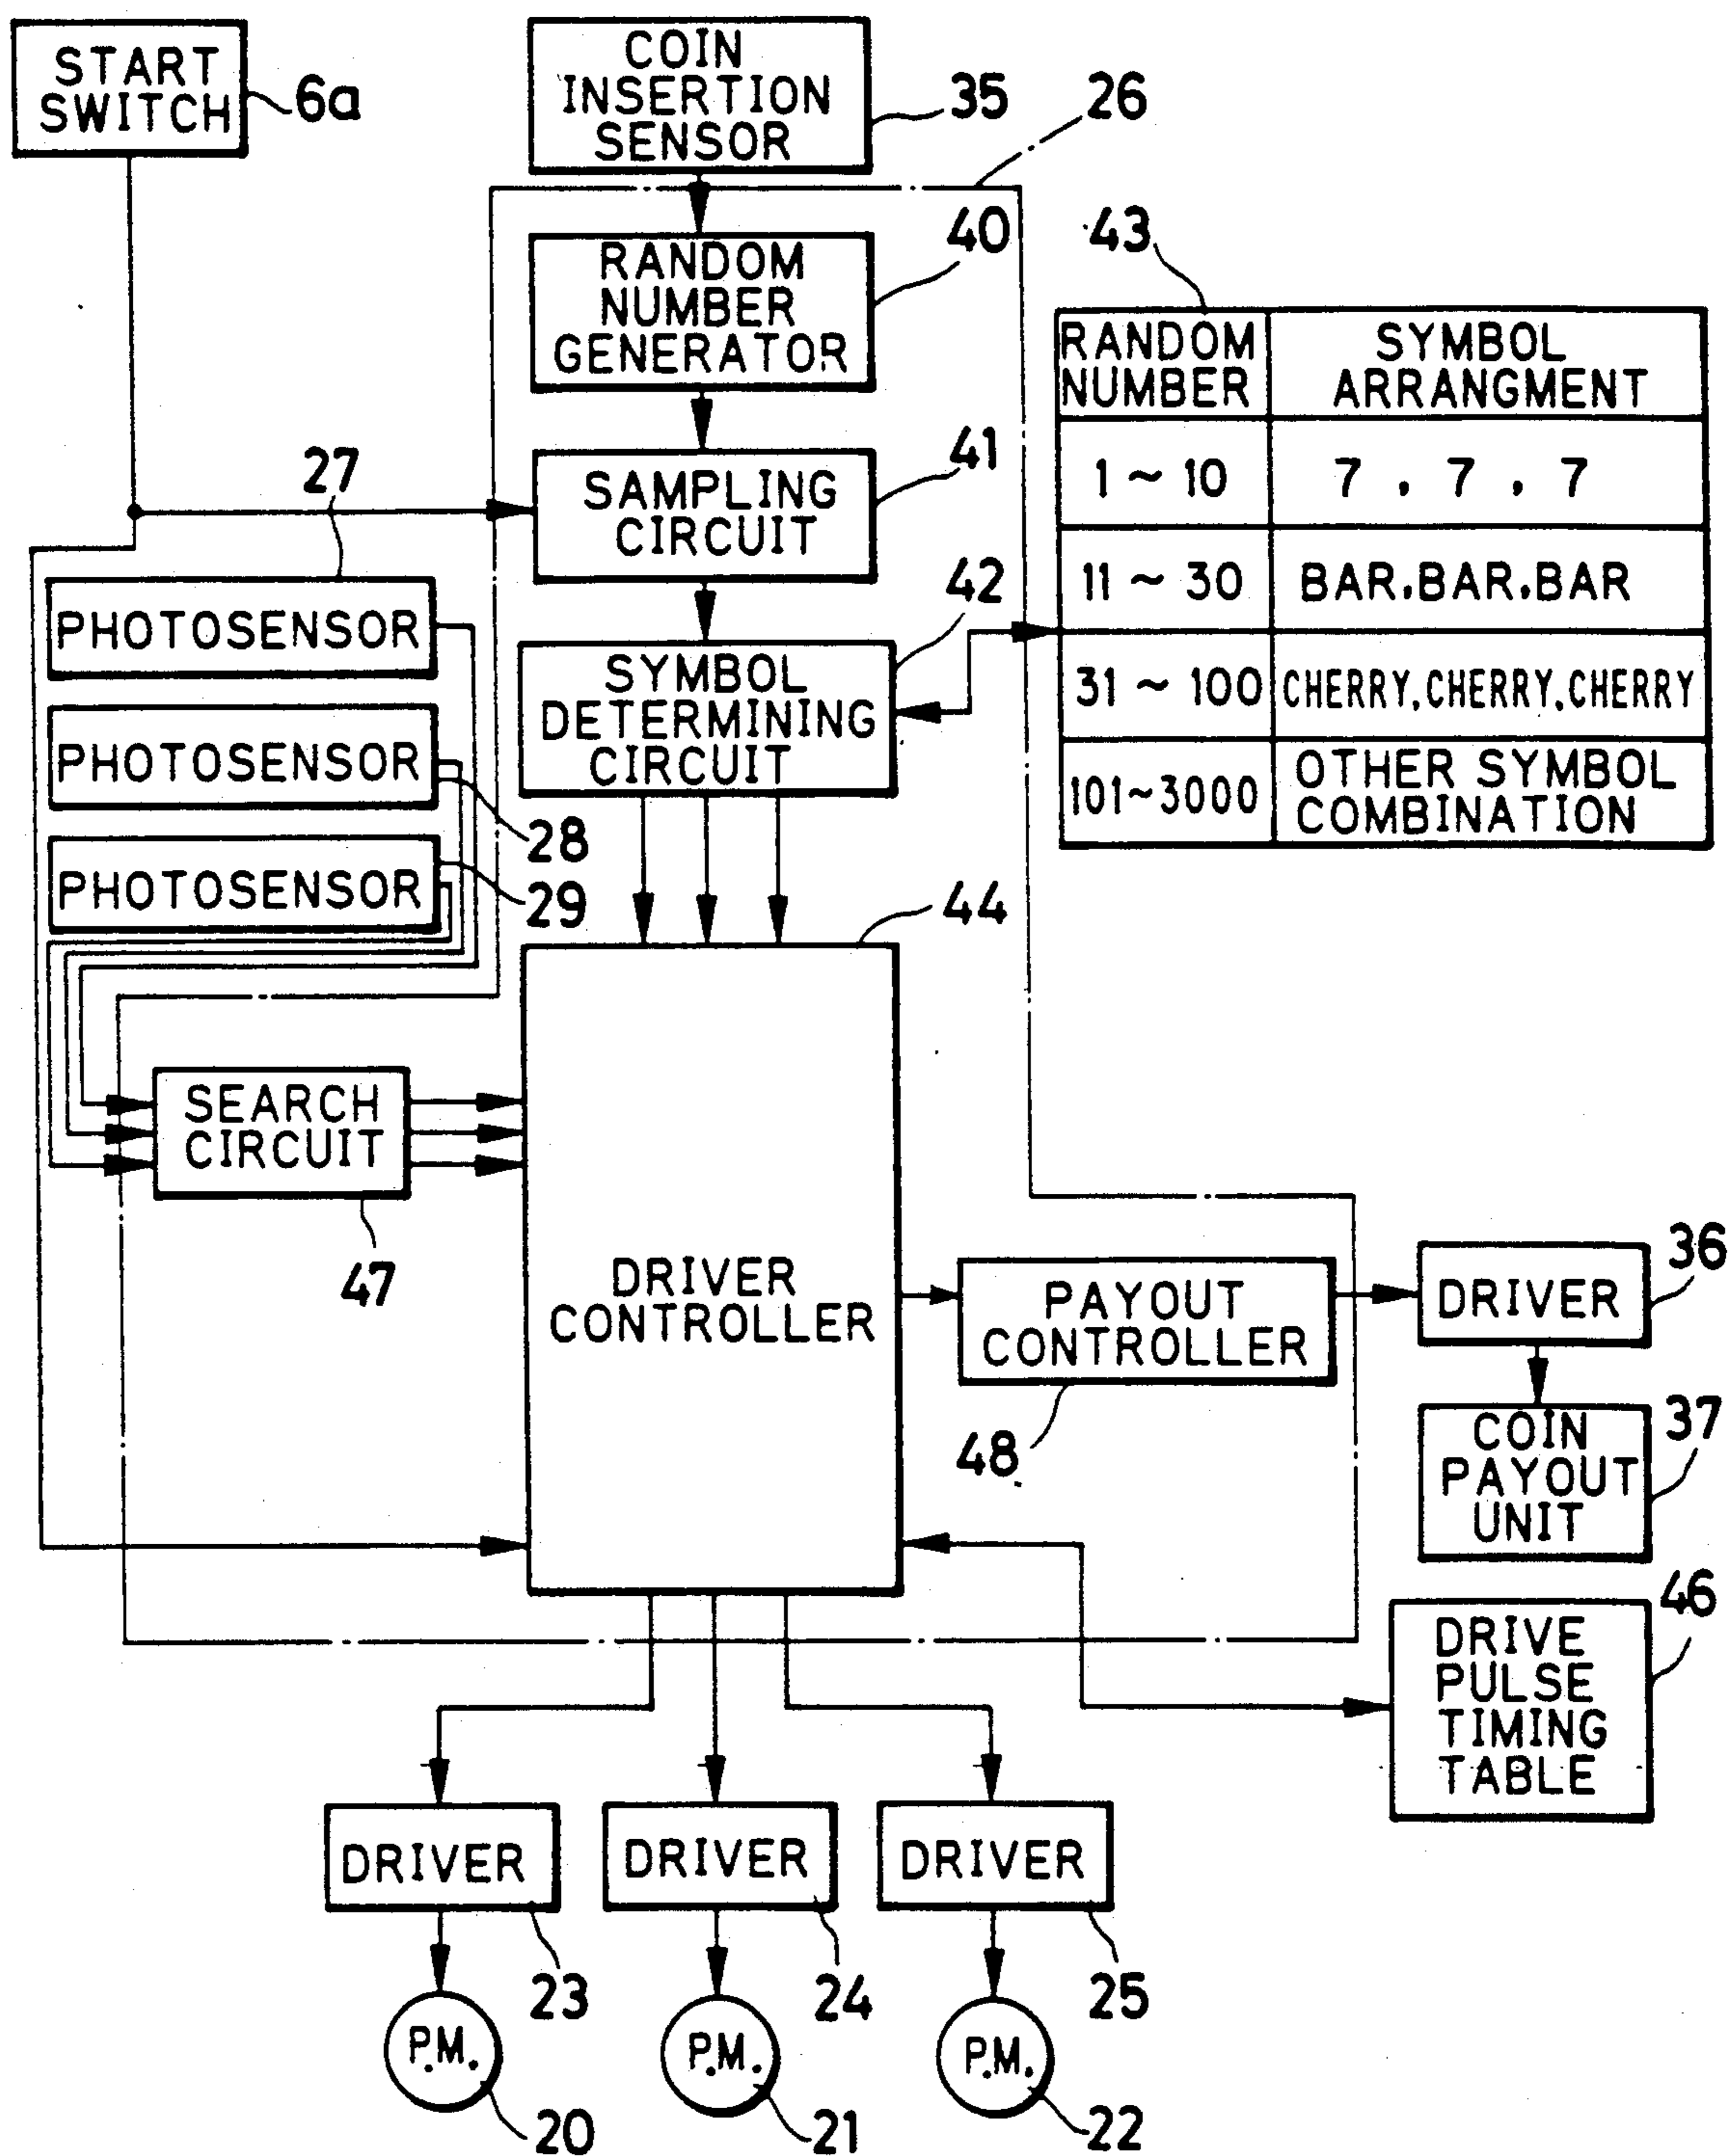 START
SWITCH
6a
COIN
INSERTION
SENSOR
35
26
RANDOM
NUMBER
GENERATOR
40
43
RANDOM
NUMBER
SYMBOL
ARRANGMENT
1 ~ 10
7 . 7 . 7
11 ~ 30
BAR.BAR.BAR
31 ~ 100
CHERRY.CHERRY.CHERRY
101~3000
OTHER SYMBOL
COMBINATION
SAMPLING
CIRCUIT
41
27
PHOTOSENSOR
PHOTOSENSOR
28
PHOTOSENSOR
29
SYMBOL
DETERMINING
CIRCUIT
42
44
SEARCH
CIRCUIT
47
DRIVER
CONTROLLER
PAYOUT
CONTROLLER
48
DRIVER
36
COIN
PAYOUT
UNIT
37
46
DRIVE
PULSE
TIMING
TABLE
DRIVER
23
DRIVER
24
DRIVER
25
P.M.
20
P.M.
21
P.M.
22